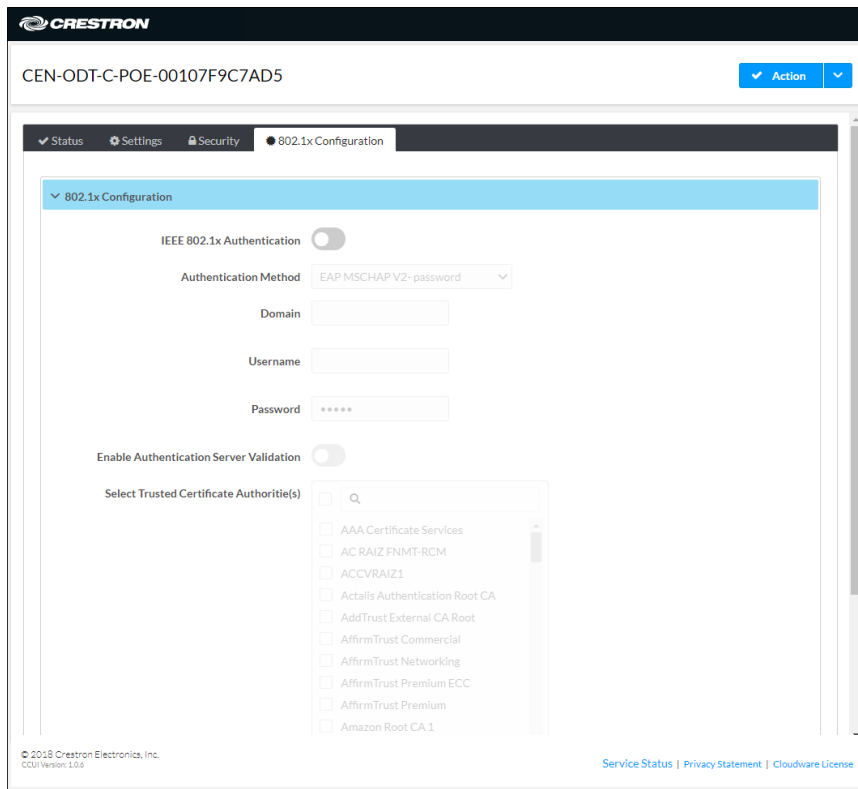 CRESTRON
CEN-ODT-C-POE-00107F9C7AD5
Action
Status Settings Security 802.1x Configuration
802.1x Configuration
IEEE 802.1x Authentication
Authentication Method EAP MSCHAP V2- password
Domain
Username
Password •••••
Enable Authentication Server Validation
Select Trusted Certificate Authoritie(s)
AAA Certificate Services
AC RAIZ FNMT-RCM
ACCVRAIZ1
Actalis Authentication Root CA
AddTrust External CA Root
AffirmTrust Commercial
AffirmTrust Networking
AffirmTrust Premium ECC
AffirmTrust Premium
Amazon Root CA 1
© 2018 Crestron Electronics, Inc.
CCUI Version: 1.0.6
Service Status | Privacy Statement | Cloudware License